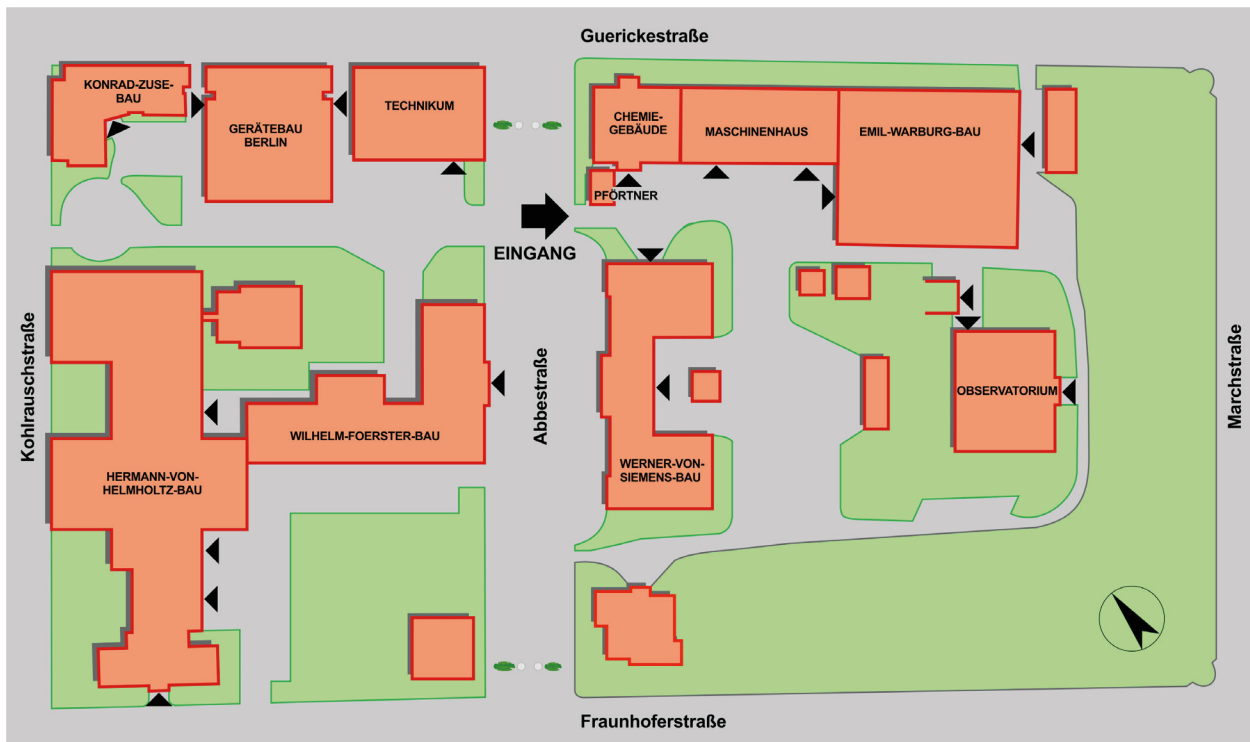 Guerickestraße
KONRAD-ZUSE-
BAU
GERÄTEBAU
BERLIN
TECHNIKUM
CHEMIE-
GEBÄUDE
MASCHINENHAUS
EMIL-WARBURG-BAU
PFÖRTNER
EINGANG
Kohlrauschstraße
Abbestraße
Marchstraße
WILHELM-FOERSTER-BAU
HERMANN-VON-
HELMHOLTZ-BAU
WERNER-VON-
SIEMENS-BAU
OBSERVATORIUM
Fraunhoferstraße